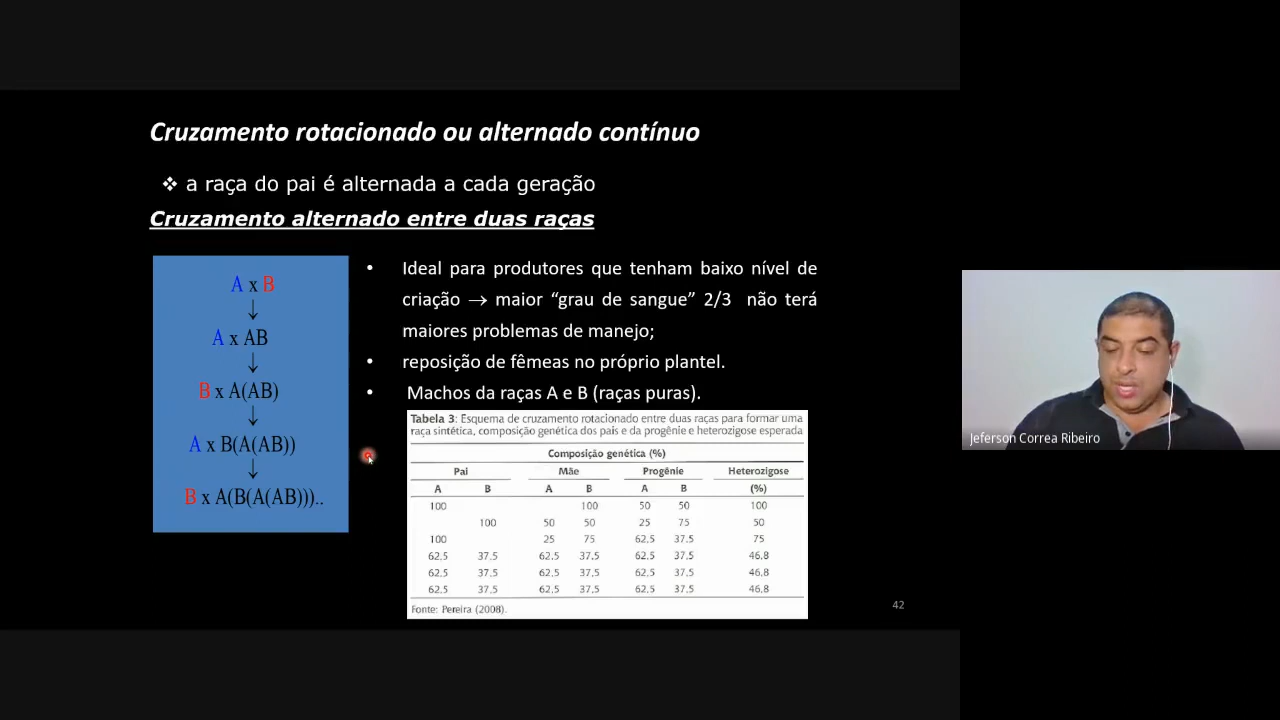 Cruzamento rotacionado ou alternado contínuo
❖ a raça do pai é alternada a cada geração
Cruzamento alternado entre duas raças
A x B
↓
A x AB
↓
B x A(AB)
↓
A x B(A(AB))
↓
B x A(B(A(AB)))..
• Ideal para produtores que tenham baixo nível de
criação → maior “grau de sangue” 2/3 não terá
maiores problemas de manejo;
• reposição de fêmeas no próprio plantel.
• Machos da raças A e B (raças puras).
Tabela 3: Esquema de cruzamento rotacionado entre duas raças para formar uma
raça sintética, composição genética dos pais e da progênie e heterozigose esperada
Composição genética (%)
Pai Mãe Progênie Heterozigose
A B A B A B (%)
100 100 50 50 100
100 50 50 25 75 50
100 25 75 62,5 37,5 75
62,5 37,5 62,5 37,5 62,5 37,5 46,8
62,5 37,5 62,5 37,5 62,5 37,5 46,8
62,5 37,5 62,5 37,5 62,5 37,5 46,8
Fonte: Pereira (2008).
42
Jeferson Correa Ribeiro